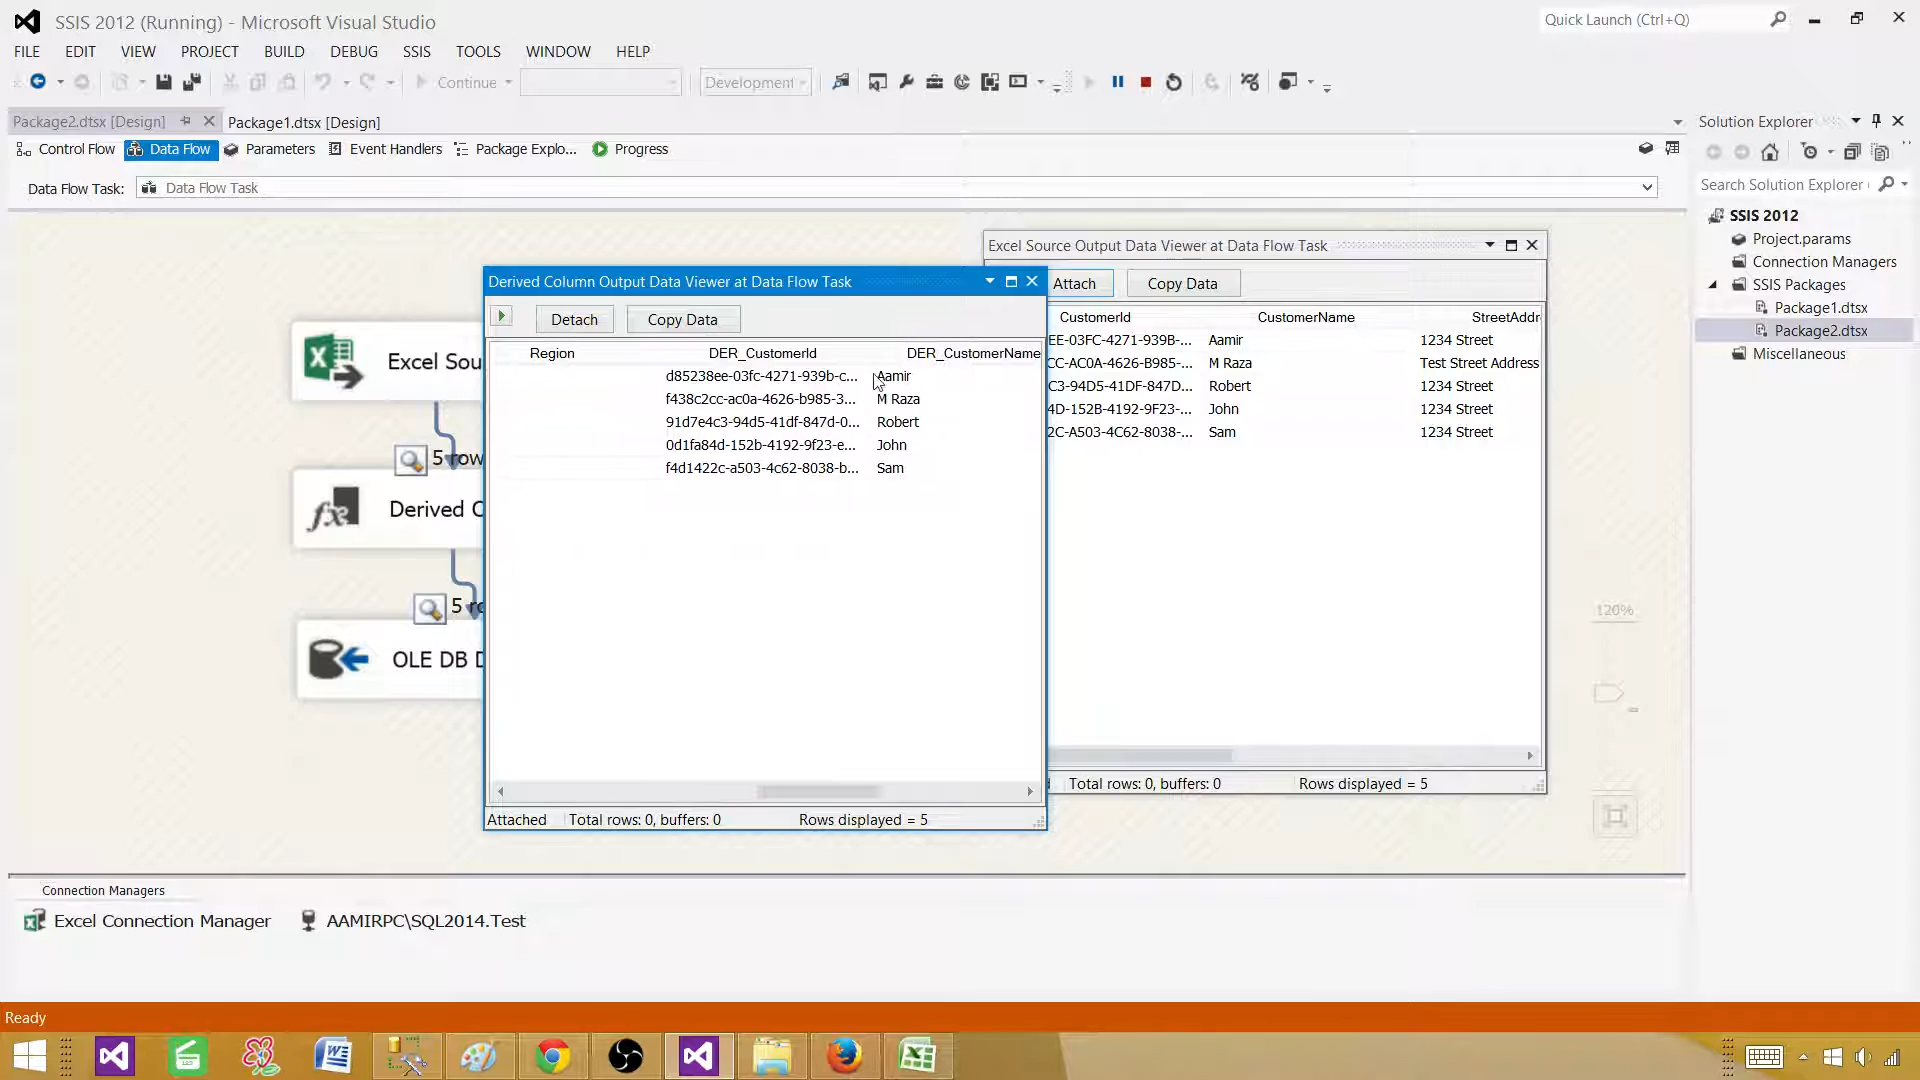 SSIS 2012 (Running) - Microsoft Visual Studio
Quick Launch (Ctrl+Q)
FILE EDIT VIEW PROJECT BUILD DEBUG SSIS TOOLS WINDOW HELP
Continue
Development
Package2.dtsx [Design]
Package1.dtsx [Design]
Control Flow
Data Flow
Parameters
Event Handlers
Package Explo...
Progress
Data Flow Task:
Data Flow Task
Excel Sou
5 row
Derived C
5 ro
OLE DB D
Derived Column Output Data Viewer at Data Flow Task
Detach
Copy Data
Region DER_CustomerId DER_CustomerName
d85238ee-03fc-4271-939b-c... Aamir
f438c2cc-ac0a-4626-b985-3... M Raza
91d7e4c3-94d5-41df-847d-0... Robert
0d1fa84d-152b-4192-9f23-e... John
f4d1422c-a503-4c62-8038-b... Sam
Attached Total rows: 0, buffers: 0 Rows displayed = 5
Excel Source Output Data Viewer at Data Flow Task
Attach
Copy Data
CustomerId CustomerName StreetAddr
EE-03FC-4271-939B-... Aamir 1234 Street
CC-AC0A-4626-B985-... M Raza Test Street Address
C3-94D5-41DF-847D... Robert 1234 Street
4D-152B-4192-9F23-... John 1234 Street
2C-A503-4C62-8038-... Sam 1234 Street
Total rows: 0, buffers: 0 Rows displayed = 5
120%
Solution Explorer
Search Solution Explorer
SSIS 2012
Project.params
Connection Managers
SSIS Packages
Package1.dtsx
Package2.dtsx
Miscellaneous
Connection Managers
Excel Connection Manager
AAMIRPC\SQL2014.Test
Ready